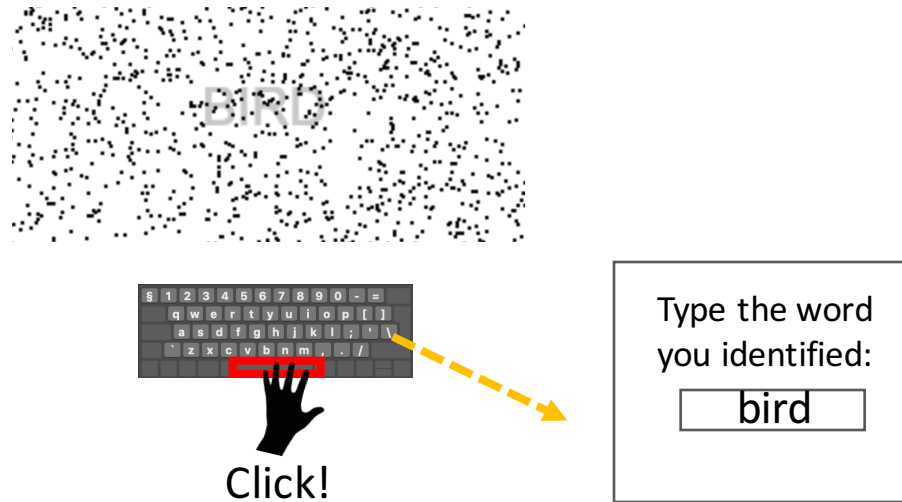 BIRD
§ 1 2 3 4 5 6 7 8 9 0 - =
q w e r t y u i o p [ ]
a s d f g h j k l ; ' \
` z x c v b n m , . /
Click!
Type the word
you identified:
bird